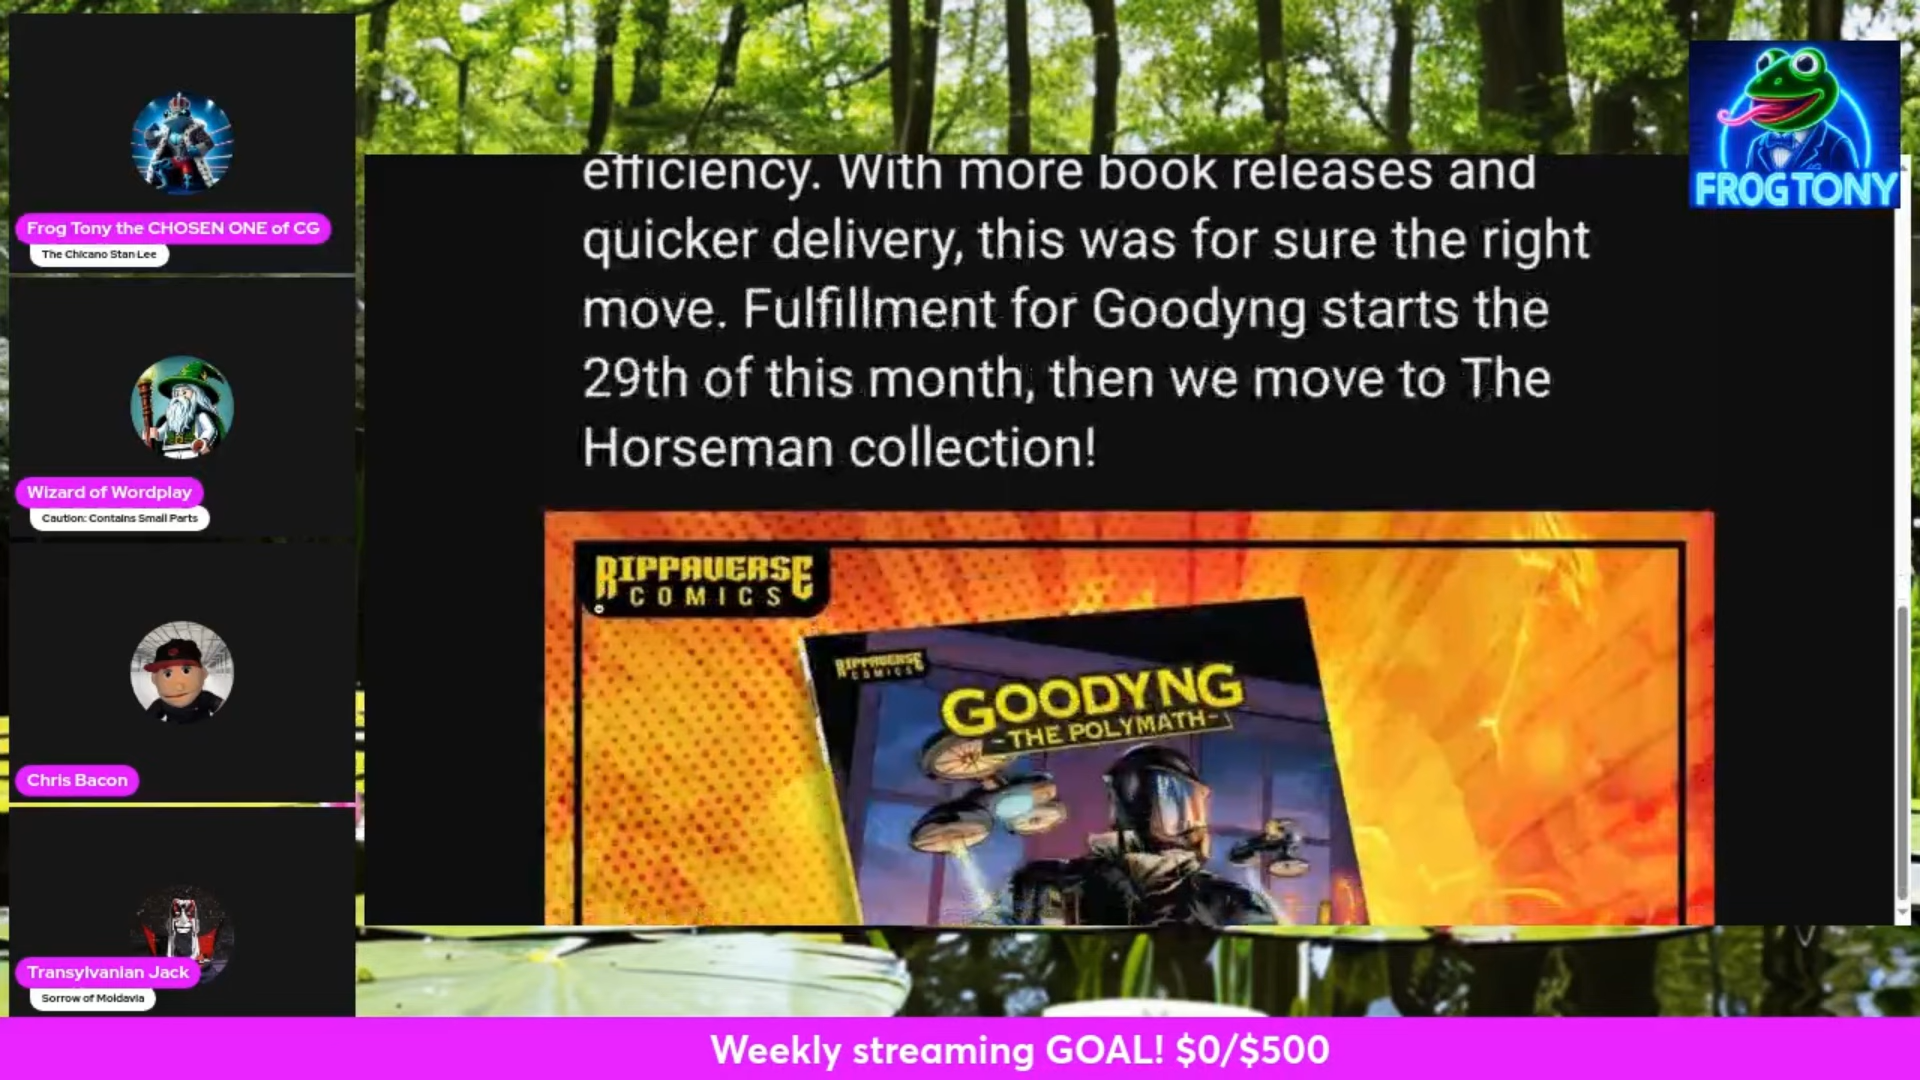 Frog Tony the CHOSEN ONE of CG
The Chicano Stan Lee
Wizard of Wordplay
Caution: Contains Small Parts
Chris Bacon
Transylvanian Jack
Sorrow of Moldavia
efficiency. With more book releases and
quicker delivery, this was for sure the right
move. Fulfillment for Goodyng starts the
29th of this month, then we move to The
Horseman collection!
RIPPAVERSE
COMICS
RIPPAVERSE
COMICS
GOODYNG
-THE POLYMATH-
FROGTONY
Weekly streaming GOAL! $0/$500